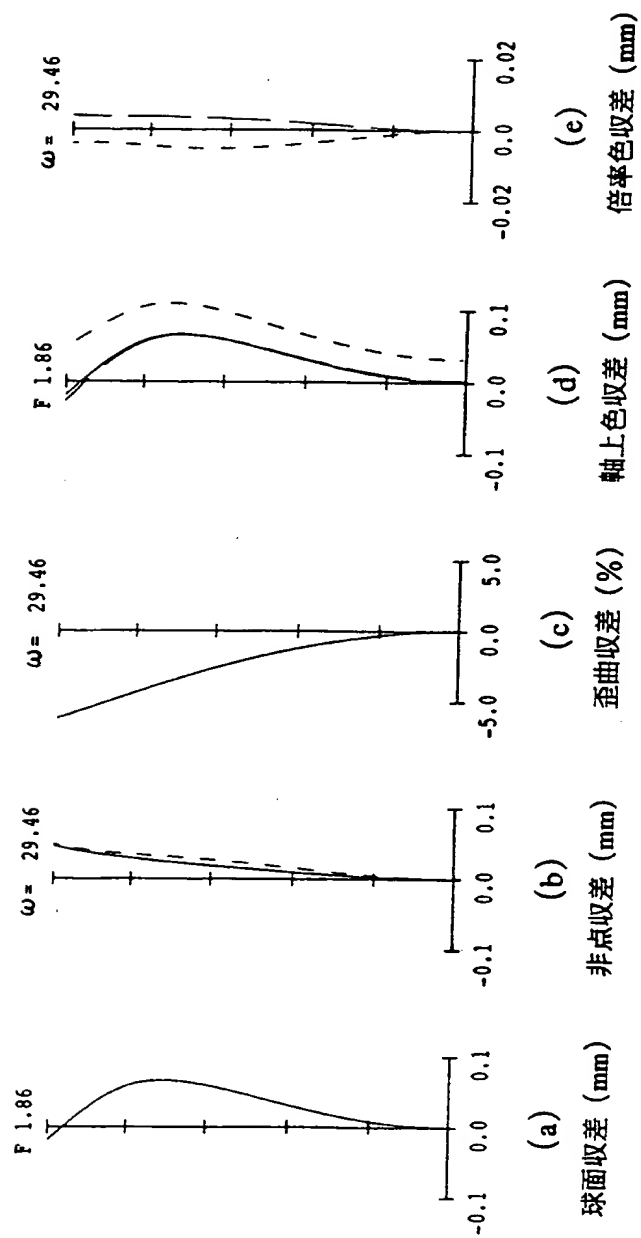 F 1.86
-0.1 0.0 0.1
(a)
球面収差 (mm)
ω= 29.46
-0.1 0.0 0.1
(b)
非点収差 (mm)
ω= 29.46
-5.0 0.0 5.0
(c)
歪曲収差 (%)
F 1.86
-0.1 0.0 0.1
(d)
軸上色収差 (mm)
ω= 29.46
-0.02 0.0 0.02
(e)
倍率色収差 (mm)